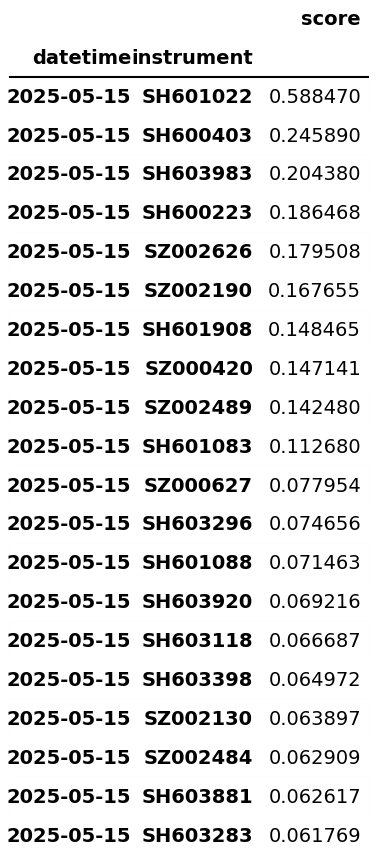 score
datetime instrument
2025-05-15 SH601022 0.588470
2025-05-15 SH600403 0.245890
2025-05-15 SH603983 0.204380
2025-05-15 SH600223 0.186468
2025-05-15 SZ002626 0.179508
2025-05-15 SZ002190 0.167655
2025-05-15 SH601908 0.148465
2025-05-15 SZ000420 0.147141
2025-05-15 SZ002489 0.142480
2025-05-15 SH601083 0.112680
2025-05-15 SZ000627 0.077954
2025-05-15 SH603296 0.074656
2025-05-15 SH601088 0.071463
2025-05-15 SH603920 0.069216
2025-05-15 SH603118 0.066687
2025-05-15 SH603398 0.064972
2025-05-15 SZ002130 0.063897
2025-05-15 SZ002484 0.062909
2025-05-15 SH603881 0.062617
2025-05-15 SH603283 0.061769